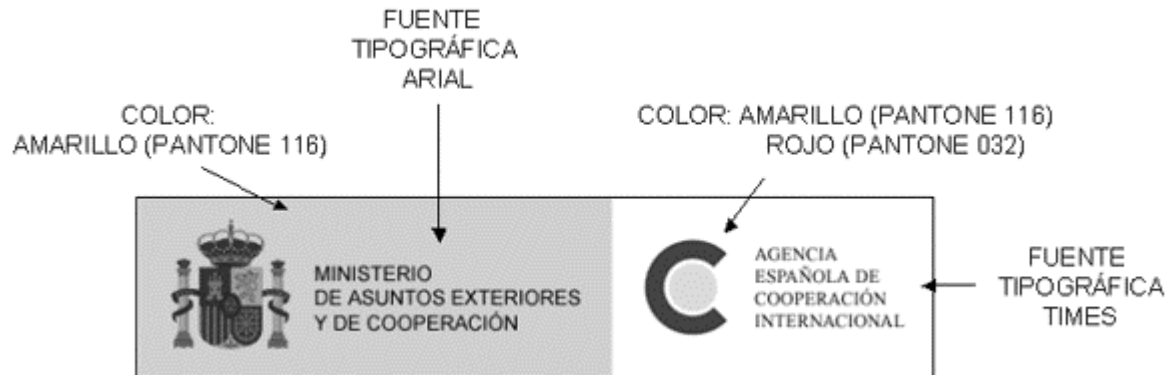 FUENTE
TIPOGRÁFICA
ARIAL
COLOR:
AMARILLO (PANTONE 116)
COLOR: AMARILLO (PANTONE 116)
ROJO (PANTONE 032)
MINISTERIO
DE ASUNTOS EXTERIORES
Y DE COOPERACIÓN
AGENCIA
ESPAÑOLA DE
COOPERACIÓN
INTERNACIONAL
FUENTE
TIPOGRÁFICA
TIMES